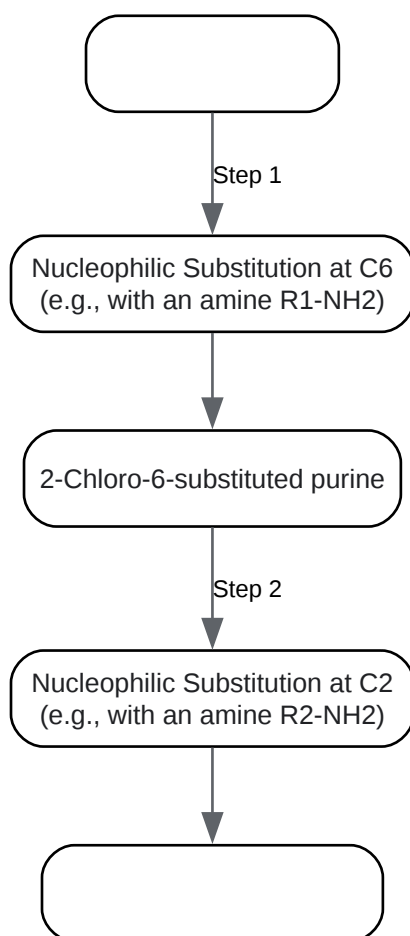 Step 1
Nucleophilic Substitution at C6
(e.g., with an amine R1-NH2)
2-Chloro-6-substituted purine
Step 2
Nucleophilic Substitution at C2
(e.g., with an amine R2-NH2)